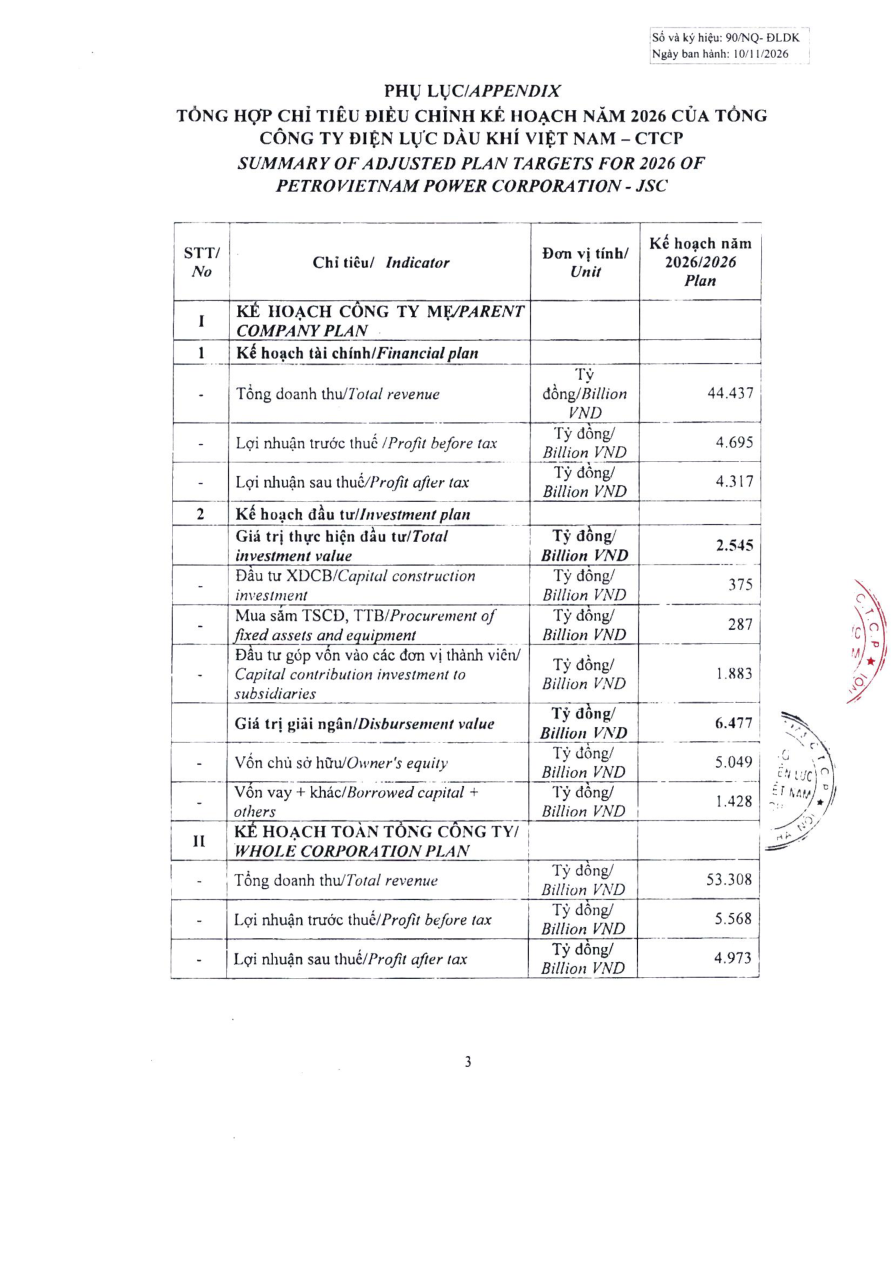 Số và ký hiệu: 90/NQ- ĐLDK
Ngày ban hành: 10/11/2026
PHỤ LỤC/APPENDIX
TỔNG HỢP CHỈ TIÊU ĐIỀU CHỈNH KẾ HOẠCH NĂM 2026 CỦA TỔNG
CÔNG TY ĐIỆN LỰC DẦU KHÍ VIỆT NAM – CTCP
SUMMARY OF ADJUSTED PLAN TARGETS FOR 2026 OF
PETROVIETNAM POWER CORPORATION - JSC
STT/
No
Chỉ tiêu/ Indicator
Đơn vị tính/
Unit
Kế hoạch năm
2026/2026
Plan
I
KẾ HOẠCH CÔNG TY MẸ/PARENT
COMPANY PLAN
1
Kế hoạch tài chính/Financial plan
-
Tổng doanh thu/Total revenue
Tỷ
đồng/Billion
VND
44.437
-
Lợi nhuận trước thuế /Profit before tax
Tỷ đồng/
Billion VND
4.695
-
Lợi nhuận sau thuế/Profit after tax
Tỷ đồng/
Billion VND
4.317
2
Kế hoạch đầu tư/Investment plan
Giá trị thực hiện đầu tư/Total
investment value
Tỷ đồng/
Billion VND
2.545
-
Đầu tư XDCB/Capital construction
investment
Tỷ đồng/
Billion VND
375
-
Mua sắm TSCĐ, TTB/Procurement of
fixed assets and equipment
Tỷ đồng/
Billion VND
287
-
Đầu tư góp vốn vào các đơn vị thành viên/
Capital contribution investment to
subsidiaries
Tỷ đồng/
Billion VND
1.883
Giá trị giải ngân/Disbursement value
Tỷ đồng/
Billion VND
6.477
-
Vốn chủ sở hữu/Owner's equity
Tỷ đồng/
Billion VND
5.049
-
Vốn vay + khác/Borrowed capital +
others
Tỷ đồng/
Billion VND
1.428
II
KẾ HOẠCH TOÀN TỔNG CÔNG TY/
WHOLE CORPORATION PLAN
-
Tổng doanh thu/Total revenue
Tỷ đồng/
Billion VND
53.308
-
Lợi nhuận trước thuế/Profit before tax
Tỷ đồng/
Billion VND
5.568
-
Lợi nhuận sau thuế/Profit after tax
Tỷ đồng/
Billion VND
4.973
C.T.C.P
C.T.C.P
LỰC
NAM
HÀ NỘI
3